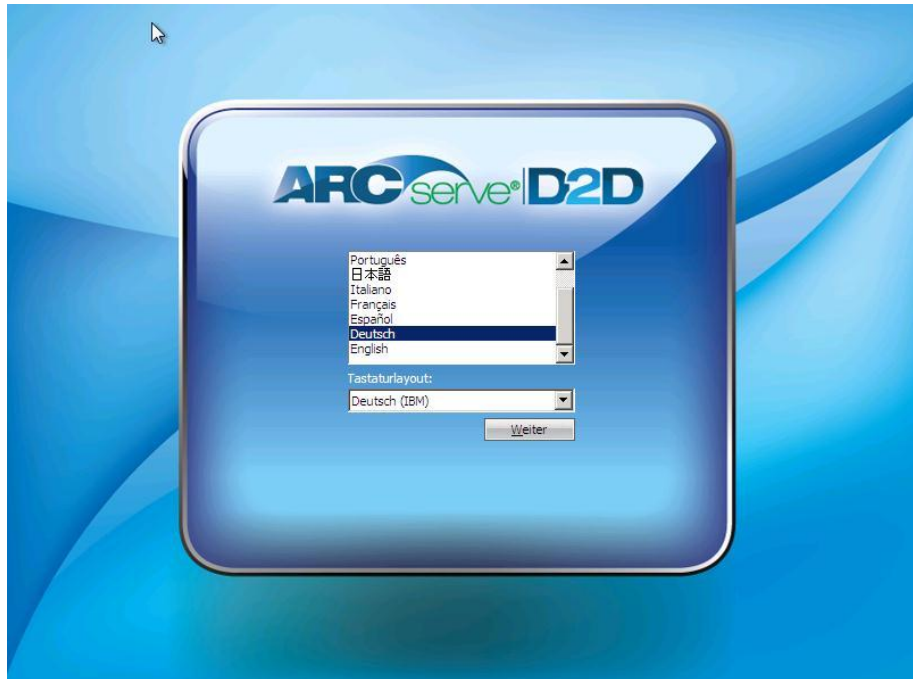 ARCserve®|D2D
Português
日本語
Italiano
Français
Español
Deutsch
English
Tastaturlayout:
Deutsch (IBM)
Weiter